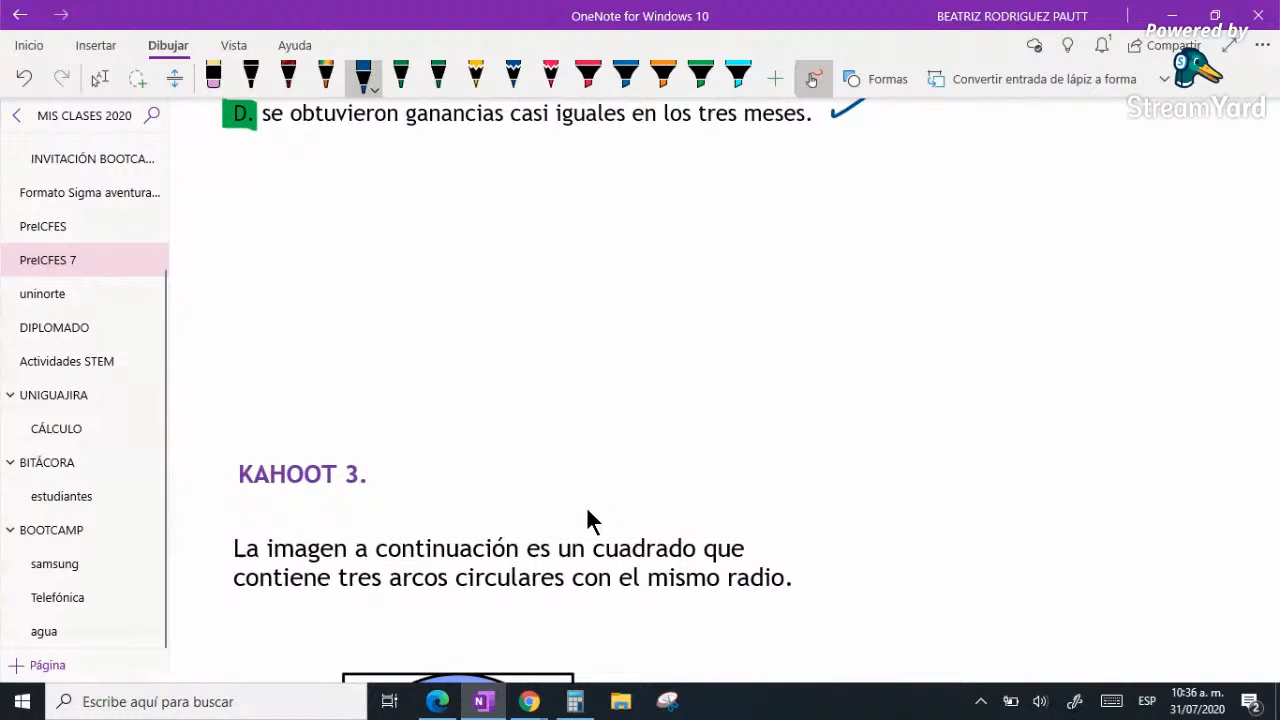 OneNote for Windows 10
BEATRIZ RODRIGUEZ PAUTT
Powered by
StreamYard
Inicio
Insertar
Dibujar
Vista
Ayuda
Compartir
Formas
Convertir entrada de lápiz a forma
MIS CLASES 2020
INVITACIÓN BOOTCA...
Formato Sigma aventura...
PreICFES
PreICFES 7
uninorte
DIPLOMADO
Actividades STEM
UNIGUAJIRA
CÁLCULO
BITÁCORA
estudiantes
BOOTCAMP
samsung
Telefónica
agua
Página
D. se obtuvieron ganancias casi iguales en los tres meses.
KAHOOT 3.
La imagen a continuación es un cuadrado que
contiene tres arcos circulares con el mismo radio.
Escribe aquí para buscar
ESP
10:36 a. m.
31/07/2020
2